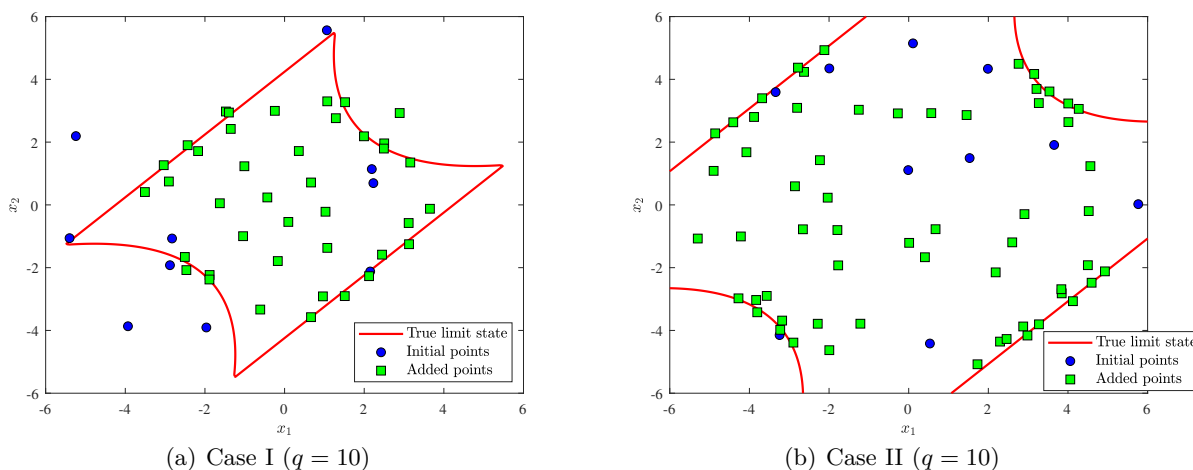 6
4
2
0
-2
-4
-6
x₂
-6
-4
-2
0
2
4
6
x₁
True limit state
Initial points
Added points
(a) Case I (q = 10)
6
4
2
0
-2
-4
-6
x₂
-6
-4
-2
0
2
4
6
x₁
True limit state
Initial points
Added points
(b) Case II (q = 10)